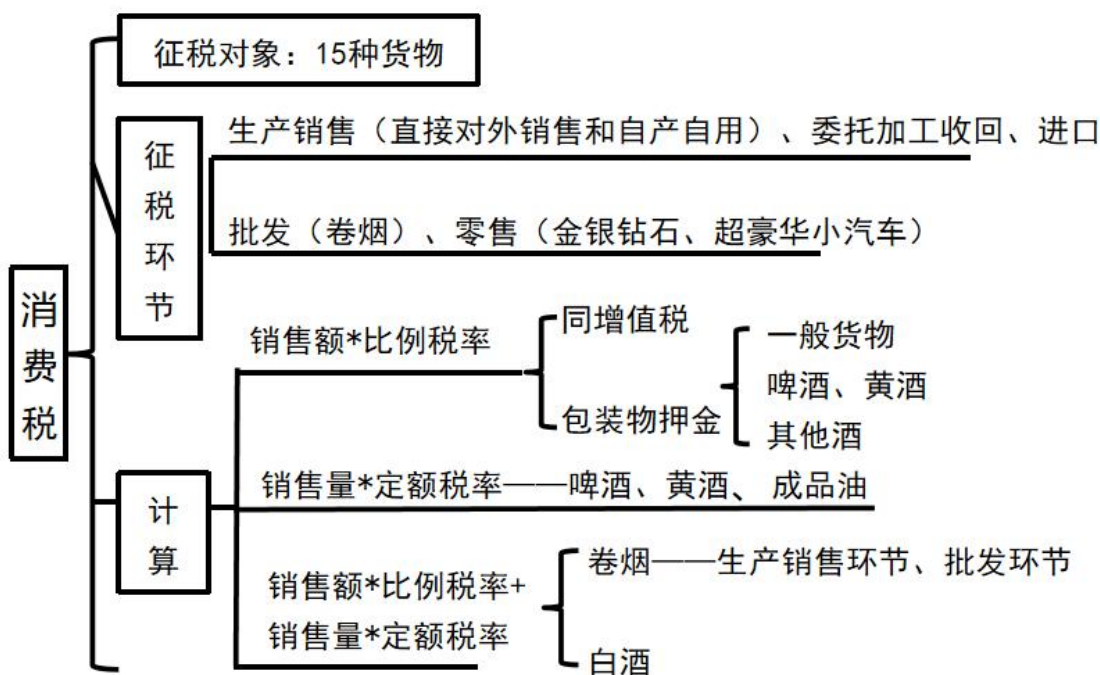 征税对象：15种货物
生产销售（直接对外销售和自产自用）、委托加工收回、进口
征税环节
批发（卷烟）、零售（金银钻石、超豪华小汽车）
消费税
销售额*比例税率
同增值税
包装物押金
一般货物
啤酒、黄酒
其他酒
计算
销售量*定额税率——啤酒、黄酒、成品油
销售额*比例税率+
销售量*定额税率
卷烟——生产销售环节、批发环节
白酒